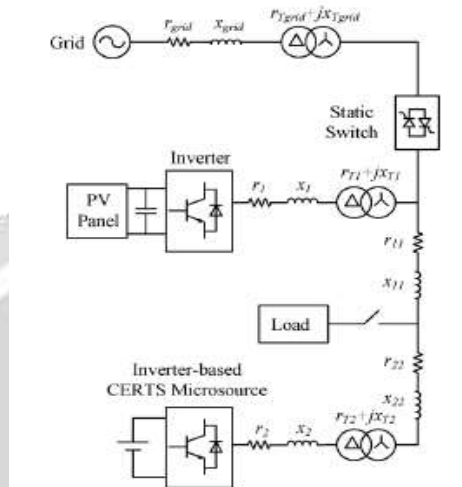 r_Tgrid+jx_Tgrid
r_grid x_grid
Grid
Static
Switch
Inverter
r_T1+jx_T1
r_1 x_1
PV
Panel
r_11
x_11
Load
r_22
Inverter-based
CERTS Microsource
x_22
r_T2+jx_T2
r_2 x_2